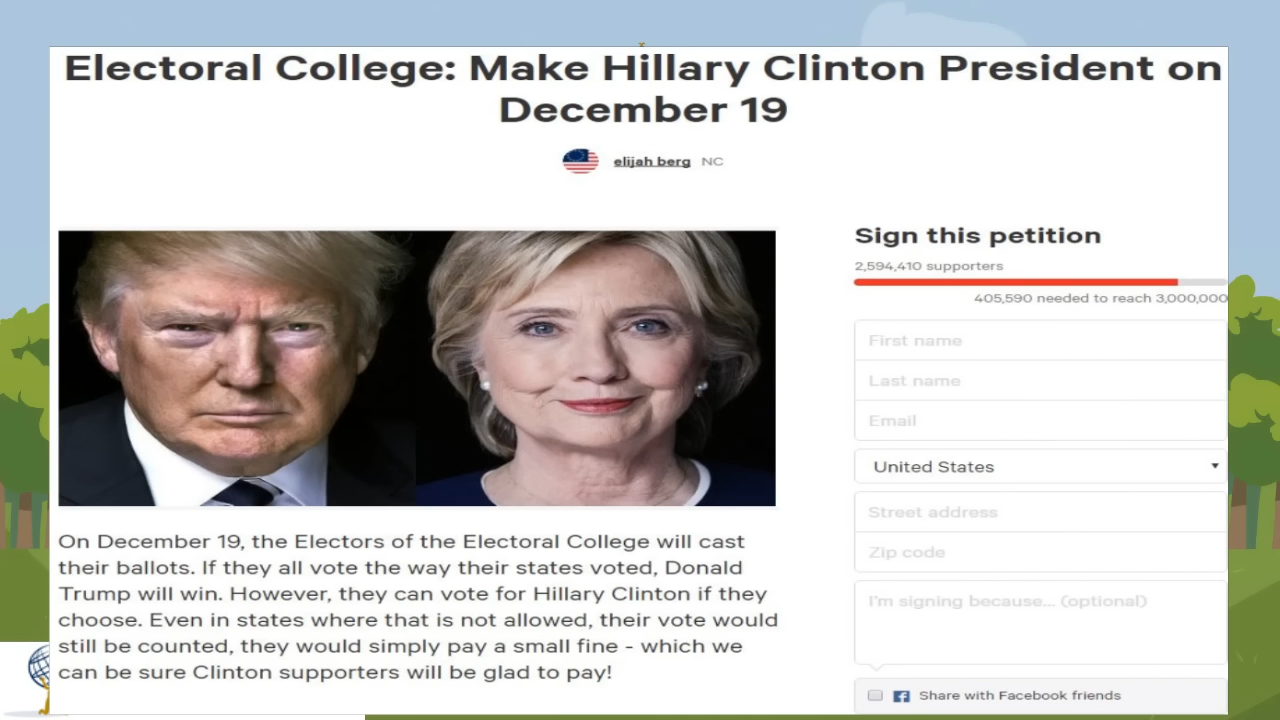 Electoral College: Make Hillary Clinton President on
December 19
elijah berg NC
Sign this petition
2,594,410 supporters
405,590 needed to reach 3,000,000
First name
Last name
Email
United States
Street address
Zip code
I'm signing because... (optional)
Share with Facebook friends
On December 19, the Electors of the Electoral College will cast
their ballots. If they all vote the way their states voted, Donald
Trump will win. However, they can vote for Hillary Clinton if they
choose. Even in states where that is not allowed, their vote would
still be counted, they would simply pay a small fine - which we
can be sure Clinton supporters will be glad to pay!